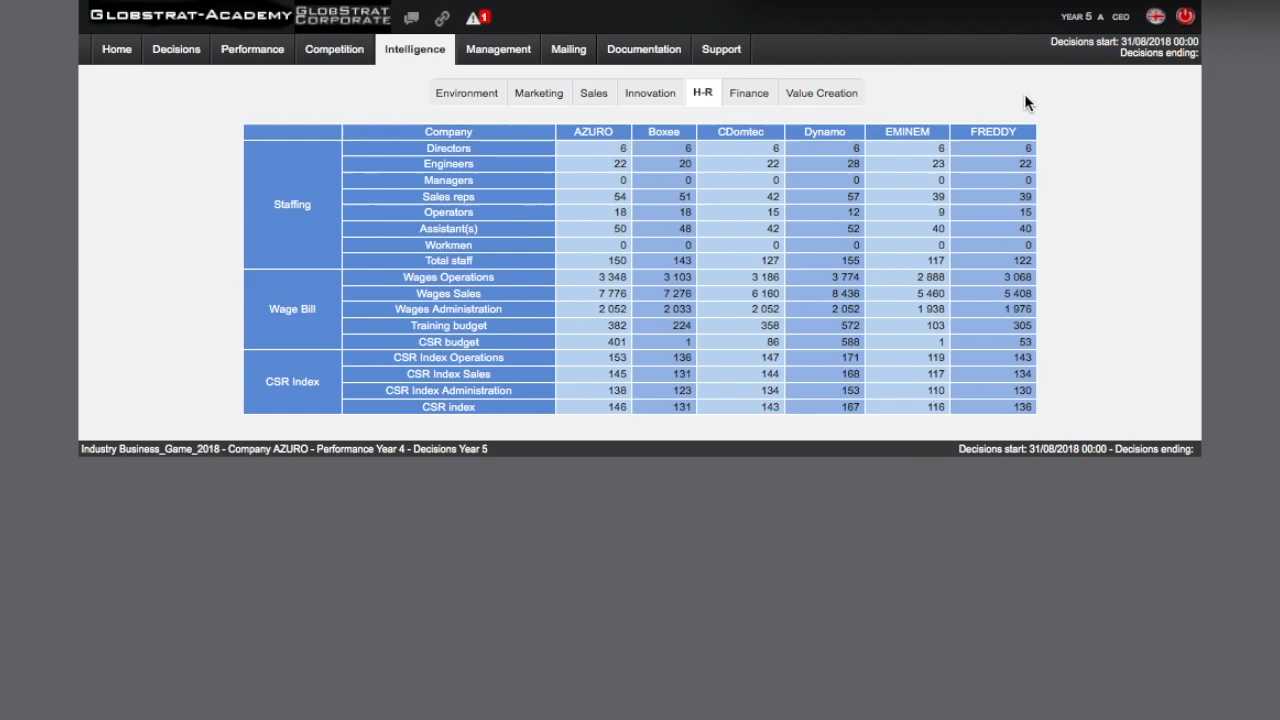 GLOBSTRAT-ACADEMY GLOBSTRAT CORPORATE 1 YEAR 5 A CEO
Home Decisions Performance Competition Intelligence Management Mailing Documentation Support
Decisions start: 31/08/2018 00:00
Decisions ending:
Environment Marketing Sales Innovation H-R Finance Value Creation
Company AZURO Boxee CDomtec Dynamo EMINEM FREDDY
Staffing
Directors 6 6 6 6 6 6
Engineers 22 20 22 28 23 22
Managers 0 0 0 0 0 0
Sales reps 54 51 42 57 39 39
Operators 18 18 15 12 9 15
Assistant(s) 50 48 42 52 40 40
Workmen 0 0 0 0 0 0
Total staff 150 143 127 155 117 122
Wage Bill
Wages Operations 3 348 3 103 3 186 3 774 2 888 3 068
Wages Sales 7 776 7 276 6 160 8 436 5 460 5 408
Wages Administration 2 052 2 033 2 052 2 052 1 938 1 976
Training budget 382 224 358 572 103 305
CSR budget 401 1 86 588 1 53
CSR Index
CSR Index Operations 153 136 147 171 119 143
CSR Index Sales 145 131 144 168 117 134
CSR Index Administration 138 123 134 153 110 130
CSR index 146 131 143 167 116 136
Industry Business_Game_2018 - Company AZURO - Performance Year 4 - Decisions Year 5
Decisions start: 31/08/2018 00:00 - Decisions ending: